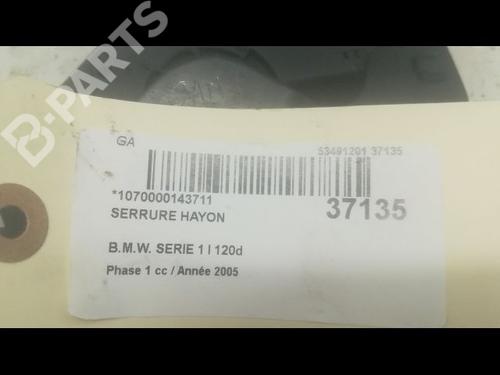 B-PARTS
GA
53491201 37135
*1070000143711
SERRURE HAYON
37135
B.M.W. SERIE 1 I 120d
Phase 1 cc / Année 2005